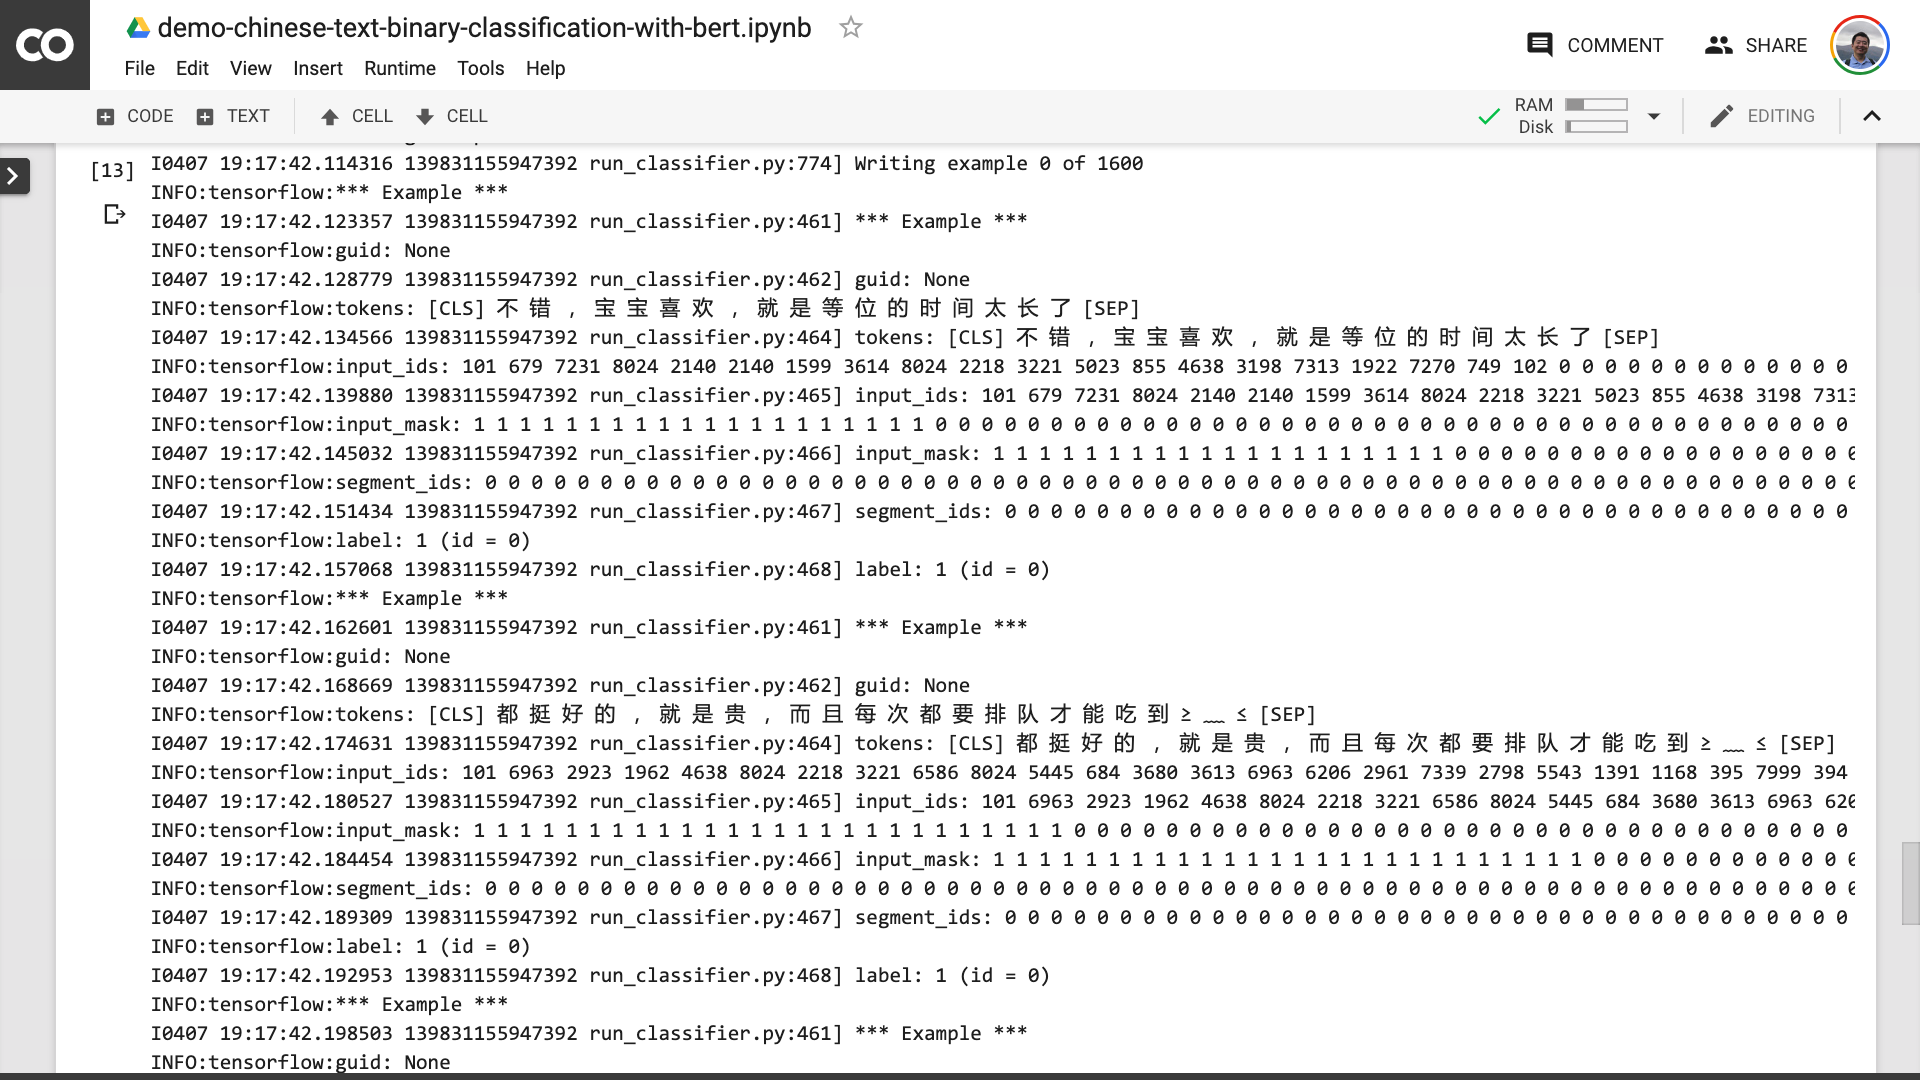 demo-chinese-text-binary-classification-with-bert.ipynb
File Edit View Insert Runtime Tools Help
COMMENT SHARE
CODE TEXT CELL CELL
RAM
Disk
EDITING
[13]
I0407 19:17:42.114316 139831155947392 run_classifier.py:774] Writing example 0 of 1600
INFO:tensorflow:*** Example ***
I0407 19:17:42.123357 139831155947392 run_classifier.py:461] *** Example ***
INFO:tensorflow:guid: None
I0407 19:17:42.128779 139831155947392 run_classifier.py:462] guid: None
INFO:tensorflow:tokens: [CLS] 不 错 ， 宝 宝 喜 欢 ， 就 是 等 位 的 时 间 太 长 了 [SEP]
I0407 19:17:42.134566 139831155947392 run_classifier.py:464] tokens: [CLS] 不 错 ， 宝 宝 喜 欢 ， 就 是 等 位 的 时 间 太 长 了 [SEP]
INFO:tensorflow:input_ids: 101 679 7231 8024 2140 2140 1599 3614 8024 2218 3221 5023 855 4638 3198 7313 1922 7270 749 102 0 0 0 0 0 0 0 0 0 0 0 0 0
I0407 19:17:42.139880 139831155947392 run_classifier.py:465] input_ids: 101 679 7231 8024 2140 2140 1599 3614 8024 2218 3221 5023 855 4638 3198 7313
INFO:tensorflow:input_mask: 1 1 1 1 1 1 1 1 1 1 1 1 1 1 1 1 1 1 1 1 0 0 0 0 0 0 0 0 0 0 0 0 0 0 0 0 0 0 0 0 0 0 0 0 0 0 0 0 0 0 0 0 0 0 0 0 0 0 0 0
I0407 19:17:42.145032 139831155947392 run_classifier.py:466] input_mask: 1 1 1 1 1 1 1 1 1 1 1 1 1 1 1 1 1 1 1 1 0 0 0 0 0 0 0 0 0 0 0 0 0 0 0 0 0 0
INFO:tensorflow:segment_ids: 0 0 0 0 0 0 0 0 0 0 0 0 0 0 0 0 0 0 0 0 0 0 0 0 0 0 0 0 0 0 0 0 0 0 0 0 0 0 0 0 0 0 0 0 0 0 0 0 0 0 0 0 0 0 0 0 0 0 0 0
I0407 19:17:42.151434 139831155947392 run_classifier.py:467] segment_ids: 0 0 0 0 0 0 0 0 0 0 0 0 0 0 0 0 0 0 0 0 0 0 0 0 0 0 0 0 0 0 0 0 0 0 0 0 0
INFO:tensorflow:label: 1 (id = 0)
I0407 19:17:42.157068 139831155947392 run_classifier.py:468] label: 1 (id = 0)
INFO:tensorflow:*** Example ***
I0407 19:17:42.162601 139831155947392 run_classifier.py:461] *** Example ***
INFO:tensorflow:guid: None
I0407 19:17:42.168669 139831155947392 run_classifier.py:462] guid: None
INFO:tensorflow:tokens: [CLS] 都 挺 好 的 ， 就 是 贵 ， 而 且 每 次 都 要 排 队 才 能 吃 到 ≥ ﹏ ≤ [SEP]
I0407 19:17:42.174631 139831155947392 run_classifier.py:464] tokens: [CLS] 都 挺 好 的 ， 就 是 贵 ， 而 且 每 次 都 要 排 队 才 能 吃 到 ≥ ﹏ ≤ [SEP]
INFO:tensorflow:input_ids: 101 6963 2923 1962 4638 8024 2218 3221 6586 8024 5445 684 3680 3613 6963 6206 2961 7339 2798 5543 1391 1168 395 7999 394
I0407 19:17:42.180527 139831155947392 run_classifier.py:465] input_ids: 101 6963 2923 1962 4638 8024 2218 3221 6586 8024 5445 684 3680 3613 6963 620
INFO:tensorflow:input_mask: 1 1 1 1 1 1 1 1 1 1 1 1 1 1 1 1 1 1 1 1 1 1 1 1 1 1 0 0 0 0 0 0 0 0 0 0 0 0 0 0 0 0 0 0 0 0 0 0 0 0 0 0 0 0 0 0 0 0 0 0
I0407 19:17:42.184454 139831155947392 run_classifier.py:466] input_mask: 1 1 1 1 1 1 1 1 1 1 1 1 1 1 1 1 1 1 1 1 1 1 1 1 1 1 0 0 0 0 0 0 0 0 0 0 0 0
INFO:tensorflow:segment_ids: 0 0 0 0 0 0 0 0 0 0 0 0 0 0 0 0 0 0 0 0 0 0 0 0 0 0 0 0 0 0 0 0 0 0 0 0 0 0 0 0 0 0 0 0 0 0 0 0 0 0 0 0 0 0 0 0 0 0 0 0
I0407 19:17:42.189309 139831155947392 run_classifier.py:467] segment_ids: 0 0 0 0 0 0 0 0 0 0 0 0 0 0 0 0 0 0 0 0 0 0 0 0 0 0 0 0 0 0 0 0 0 0 0 0 0
INFO:tensorflow:label: 1 (id = 0)
I0407 19:17:42.192953 139831155947392 run_classifier.py:468] label: 1 (id = 0)
INFO:tensorflow:*** Example ***
I0407 19:17:42.198503 139831155947392 run_classifier.py:461] *** Example ***
INFO:tensorflow:guid: None